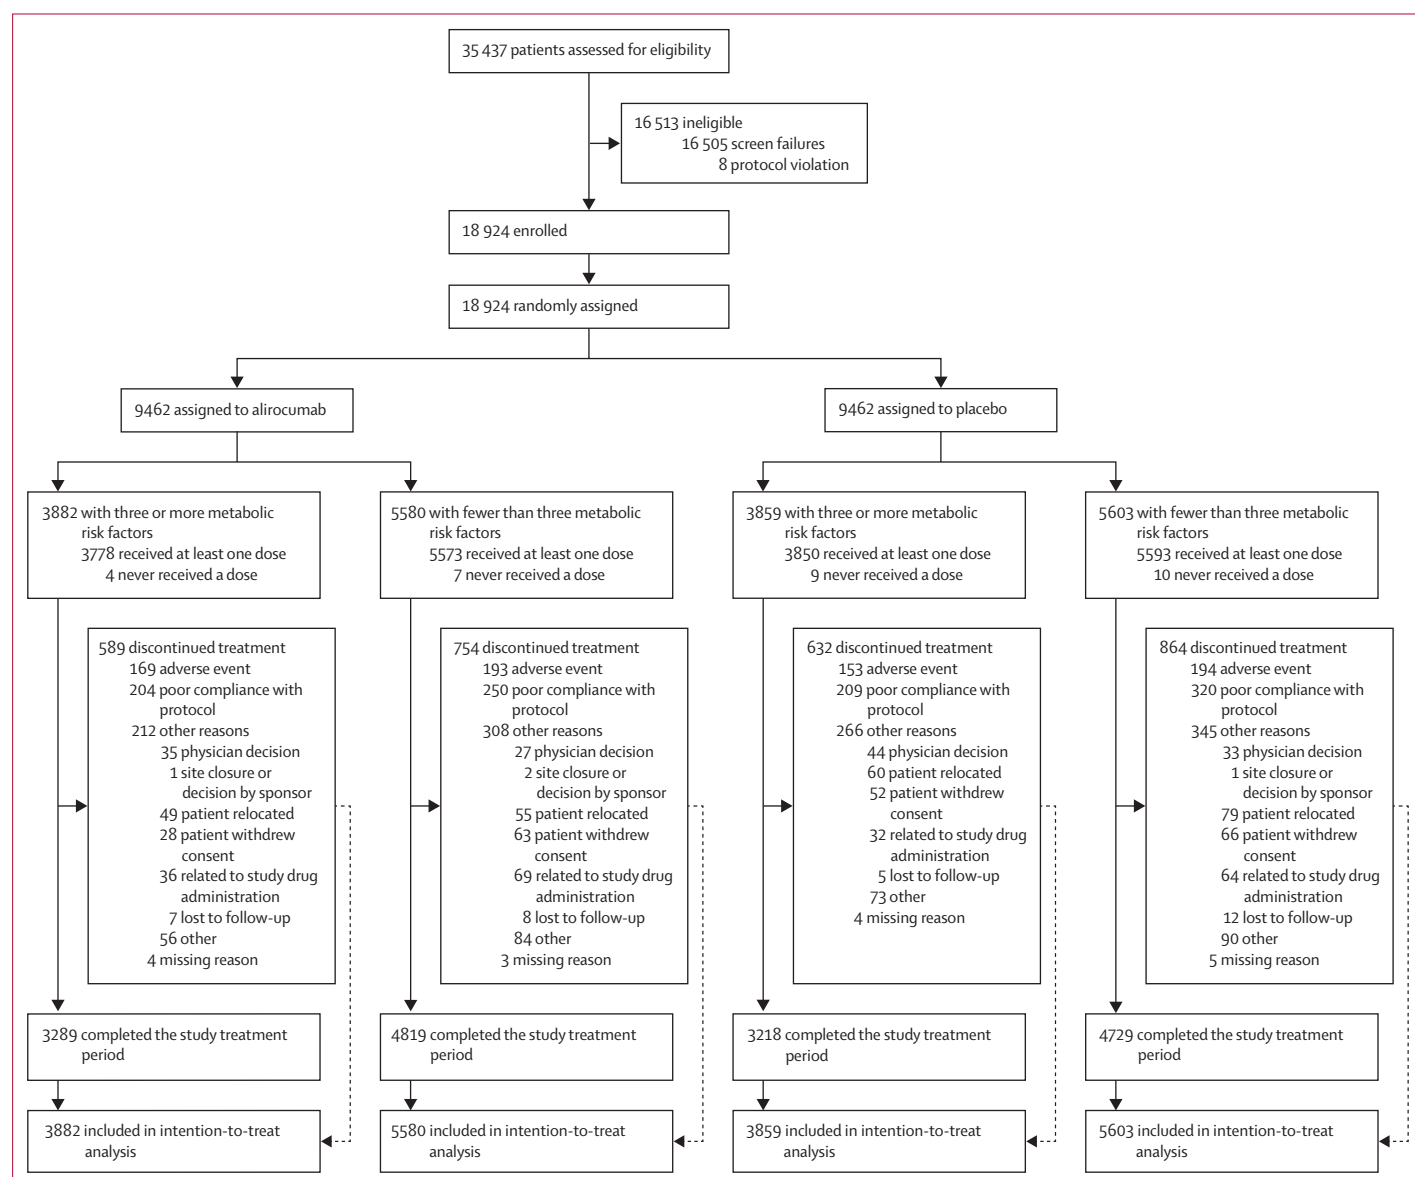 35 437 patients assessed for eligibility
16 513 ineligible
16 505 screen failures
8 protocol violation
18 924 enrolled
18 924 randomly assigned
9462 assigned to alirocumab
9462 assigned to placebo
3882 with three or more metabolic
risk factors
3778 received at least one dose
4 never received a dose
5580 with fewer than three metabolic
risk factors
5573 received at least one dose
7 never received a dose
3859 with three or more metabolic
risk factors
3850 received at least one dose
9 never received a dose
5603 with fewer than three metabolic
risk factors
5593 received at least one dose
10 never received a dose
589 discontinued treatment
169 adverse event
204 poor compliance with
protocol
212 other reasons
35 physician decision
1 site closure or
decision by sponsor
49 patient relocated
28 patient withdrew
consent
36 related to study drug
administration
7 lost to follow-up
56 other
4 missing reason
754 discontinued treatment
193 adverse event
250 poor compliance with
protocol
308 other reasons
27 physician decision
2 site closure or
decision by sponsor
55 patient relocated
63 patient withdrew
consent
69 related to study drug
administration
8 lost to follow-up
84 other
3 missing reason
632 discontinued treatment
153 adverse event
209 poor compliance with
protocol
266 other reasons
44 physician decision
60 patient relocated
52 patient withdrew
consent
32 related to study drug
administration
5 lost to follow-up
73 other
4 missing reason
864 discontinued treatment
194 adverse event
320 poor compliance with
protocol
345 other reasons
33 physician decision
1 site closure or
decision by sponsor
79 patient relocated
66 patient withdrew
consent
64 related to study drug
administration
12 lost to follow-up
90 other
5 missing reason
3289 completed the study treatment
period
4819 completed the study treatment
period
3218 completed the study treatment
period
4729 completed the study treatment
period
3882 included in intention-to-treat
analysis
5580 included in intention-to-treat
analysis
3859 included in intention-to-treat
analysis
5603 included in intention-to-treat
analysis